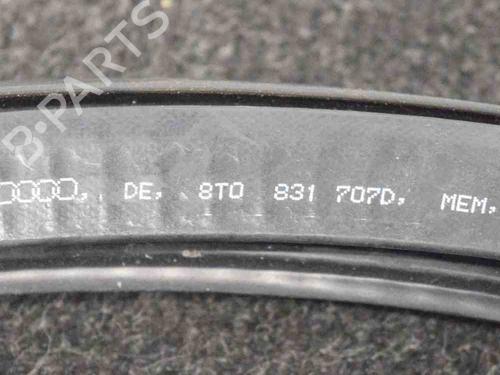 B-PARTS
DE, 8T0 831 707D, MEM,